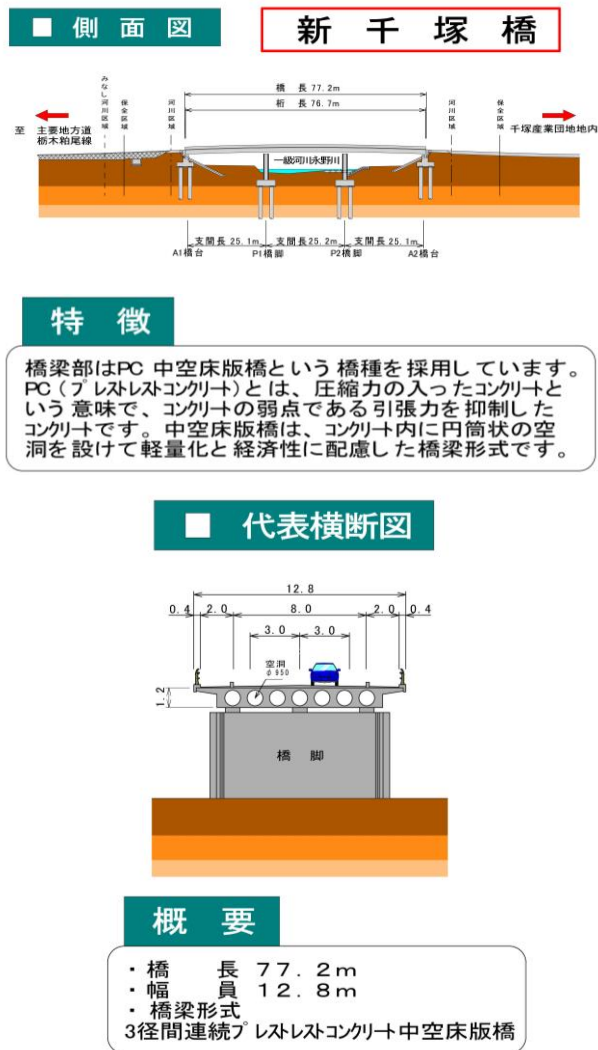 ■ 側面図
新千塚橋
橋 長 77.2m
桁 長 76.7m
みなし河川区域
保全区域
河川区域
河川区域
保全区域
至 主要地方道
栃木粕尾線
千塚産業団地地内
一級河川永野川
支間長 25.1m
支間長 25.2m
支間長 25.1m
A1橋台
P1橋脚
P2橋脚
A2橋台
特 徴
橋梁部はPC 中空床版橋という橋種を採用しています。
PC(プレストレストコンクリート)とは、圧縮力の入ったコンクリートと
いう意味で、コンクリートの弱点である引張力を抑制した
コンクリートです。中空床版橋は、コンクリート内に円筒状の空
洞を設けて軽量化と経済性に配慮した橋梁形式です。
■ 代表横断図
12.8
0.4 2.0 8.0 2.0 0.4
3.0 3.0
空洞
φ950
1.2
橋 脚
概 要
・橋 長 77.2m
・幅 員 12.8m
・橋梁形式
3径間連続プレストレストコンクリート中空床版橋